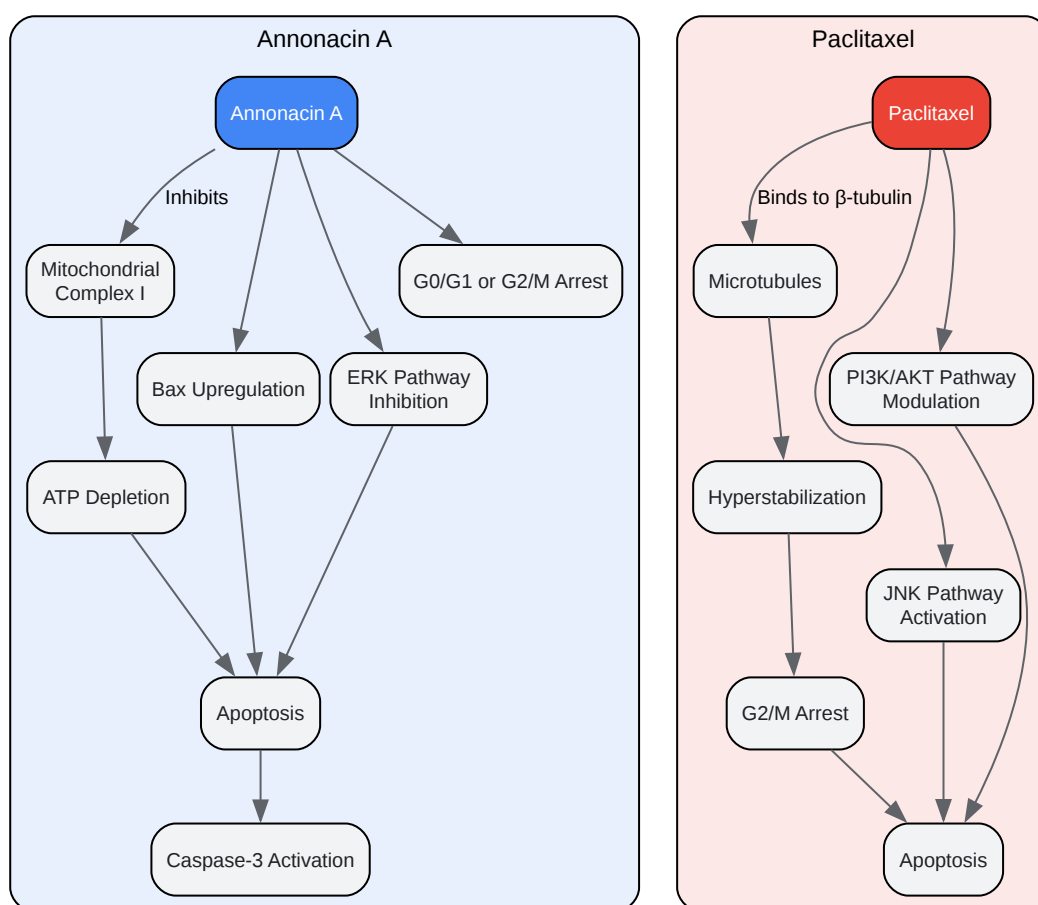 Annonacin A
Annonacin A
Inhibits
Mitochondrial
Complex I
G0/G1 or G2/M Arrest
Bax Upregulation
ERK Pathway
Inhibition
ATP Depletion
Apoptosis
Caspase-3 Activation
Paclitaxel
Paclitaxel
Binds to β-tubulin
Microtubules
PI3K/AKT Pathway
Modulation
Hyperstabilization
JNK Pathway
Activation
G2/M Arrest
Apoptosis